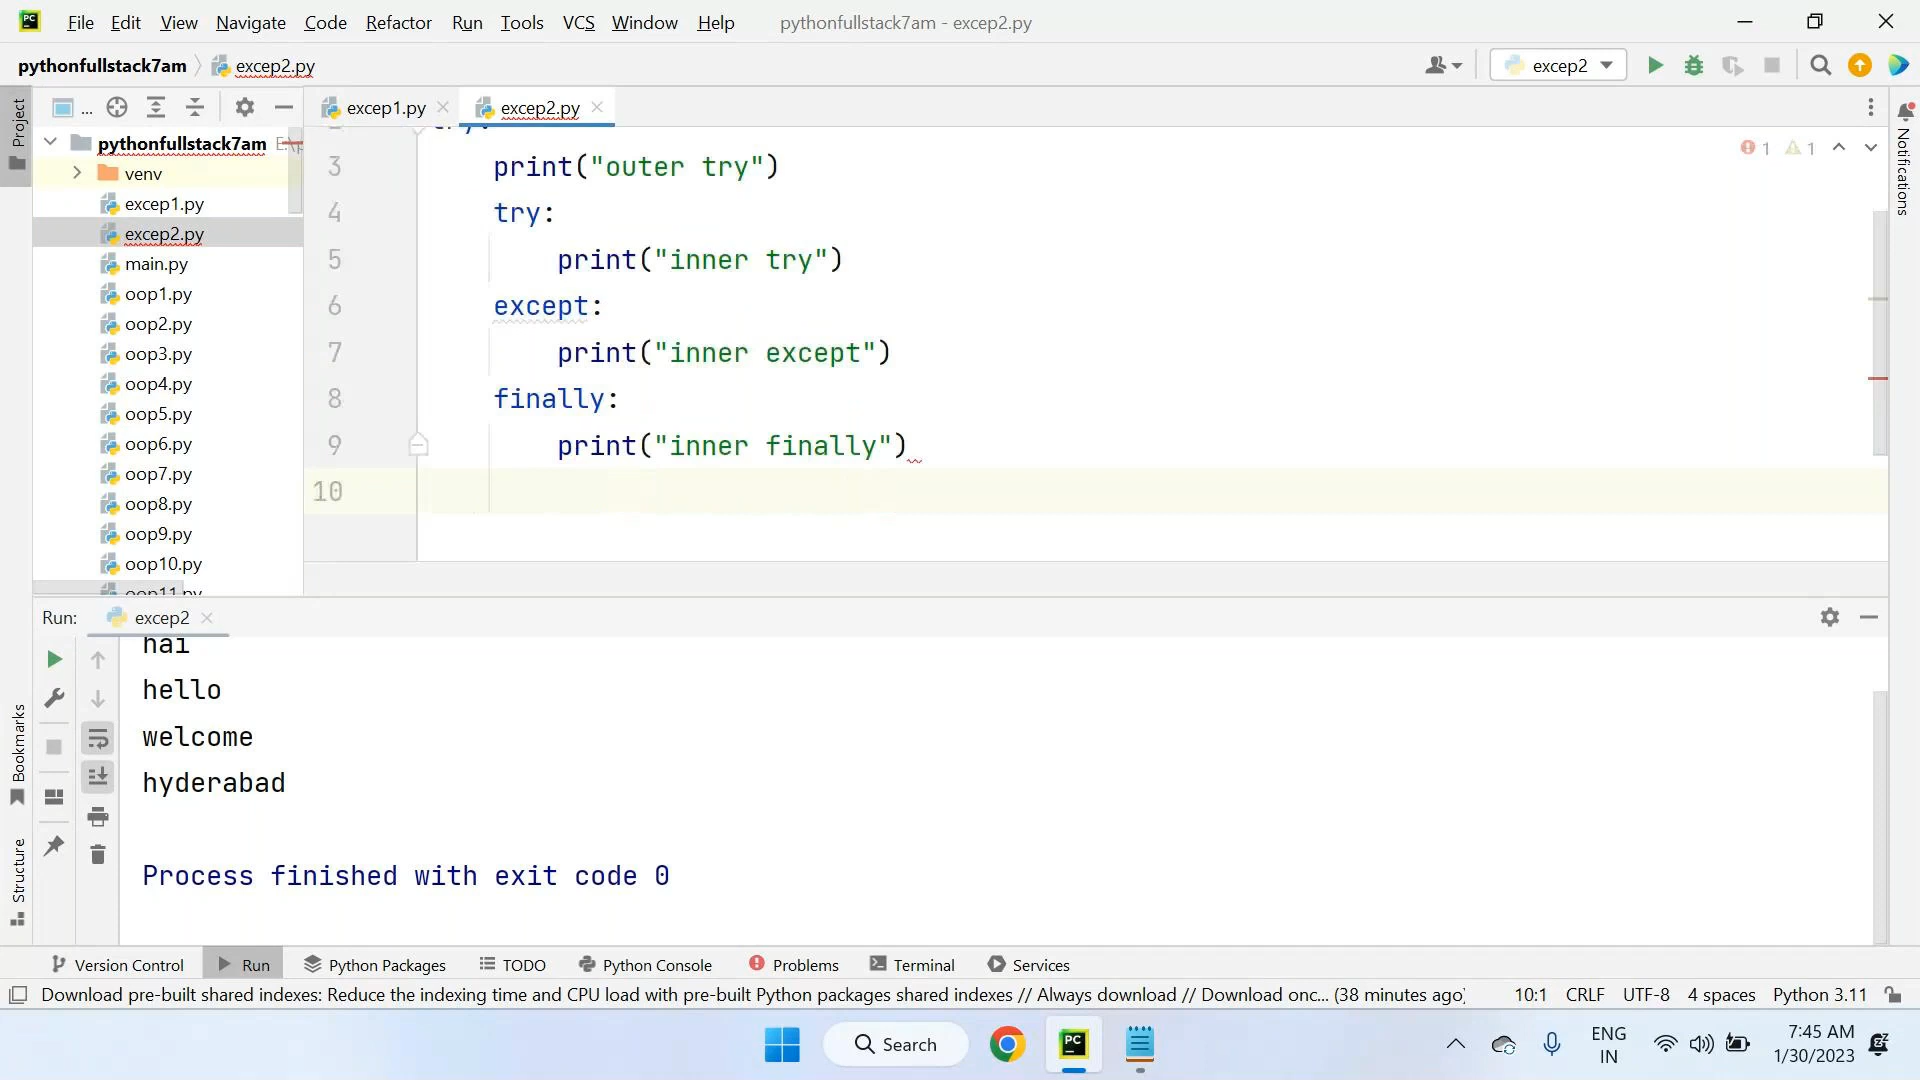 File Edit View Navigate Code Refactor Run Tools VCS Window Help pythonfullstack7am - excep2.py
pythonfullstack7am excep2.py excep2
Project
...
excep1.py excep2.py
pythonfullstack7am
venv
excep1.py
excep2.py
main.py
oop1.py
oop2.py
oop3.py
oop4.py
oop5.py
oop6.py
oop7.py
oop8.py
oop9.py
oop10.py
oop11.py
try:
3 print("outer try")
4 try:
5 print("inner try")
6 except:
7 print("inner except")
8 finally:
9 print("inner finally")
10
1 1
Notifications
Run: excep2
hai
hello
welcome
hyderabad
Process finished with exit code 0
Bookmarks
Structure
Version Control Run Python Packages TODO Python Console Problems Terminal Services
Download pre-built shared indexes: Reduce the indexing time and CPU load with pre-built Python packages shared indexes // Always download // Download onc... (38 minutes ago) 10:1 CRLF UTF-8 4 spaces Python 3.11
Search
ENG
IN
7:45 AM
1/30/2023